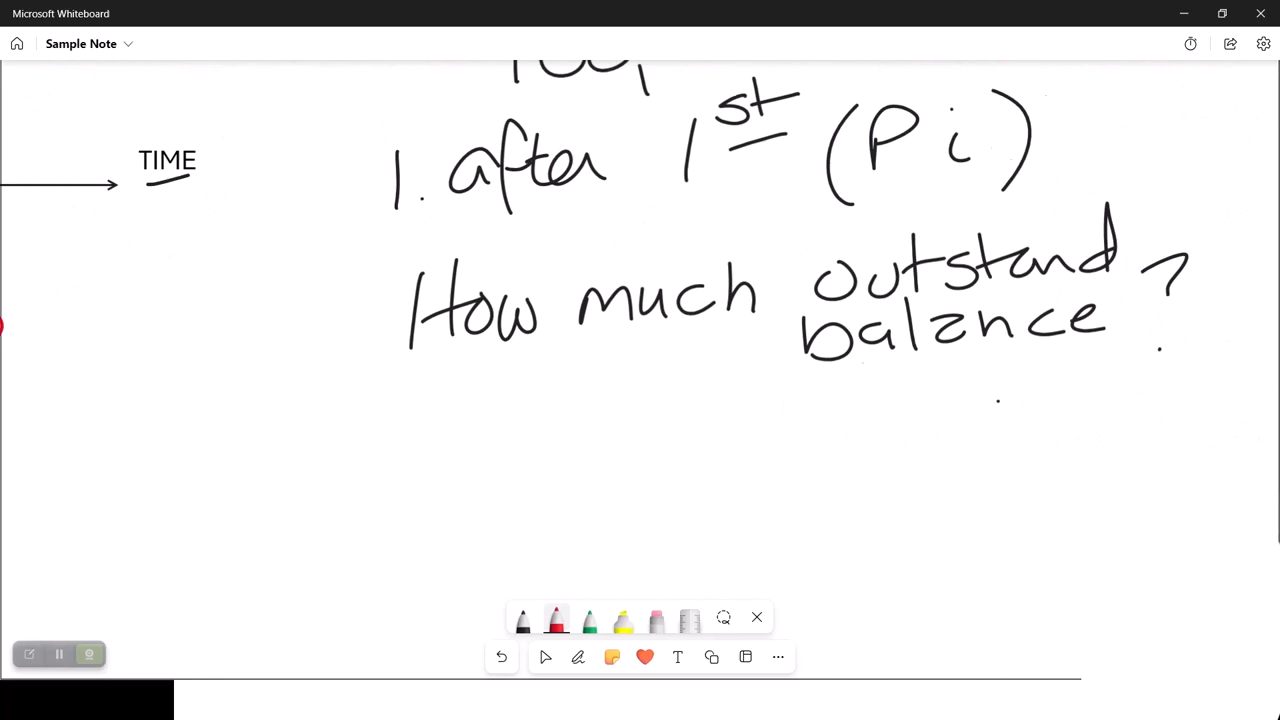 Microsoft Whiteboard
Sample Note
TIME
1. after 1st (Pi)
How much outstand
balance ?